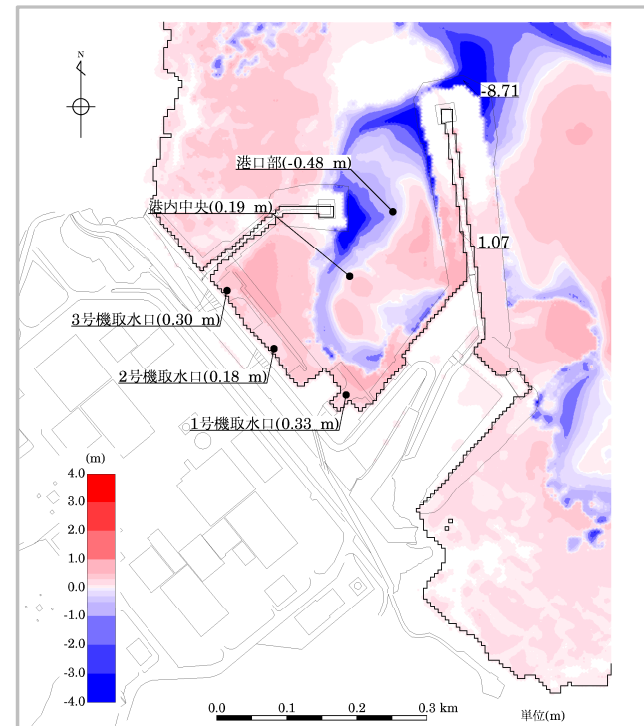 N
-8.71
港口部(-0.48 m)
港内中央(0.19 m)
1.07
3号機取水口(0.30 m)
2号機取水口(0.18 m)
1号機取水口(0.33 m)
(m)
4.0
3.0
2.0
1.0
0.0
-1.0
-2.0
-3.0
-4.0
0.0 0.1 0.2 0.3 km
単位(m)